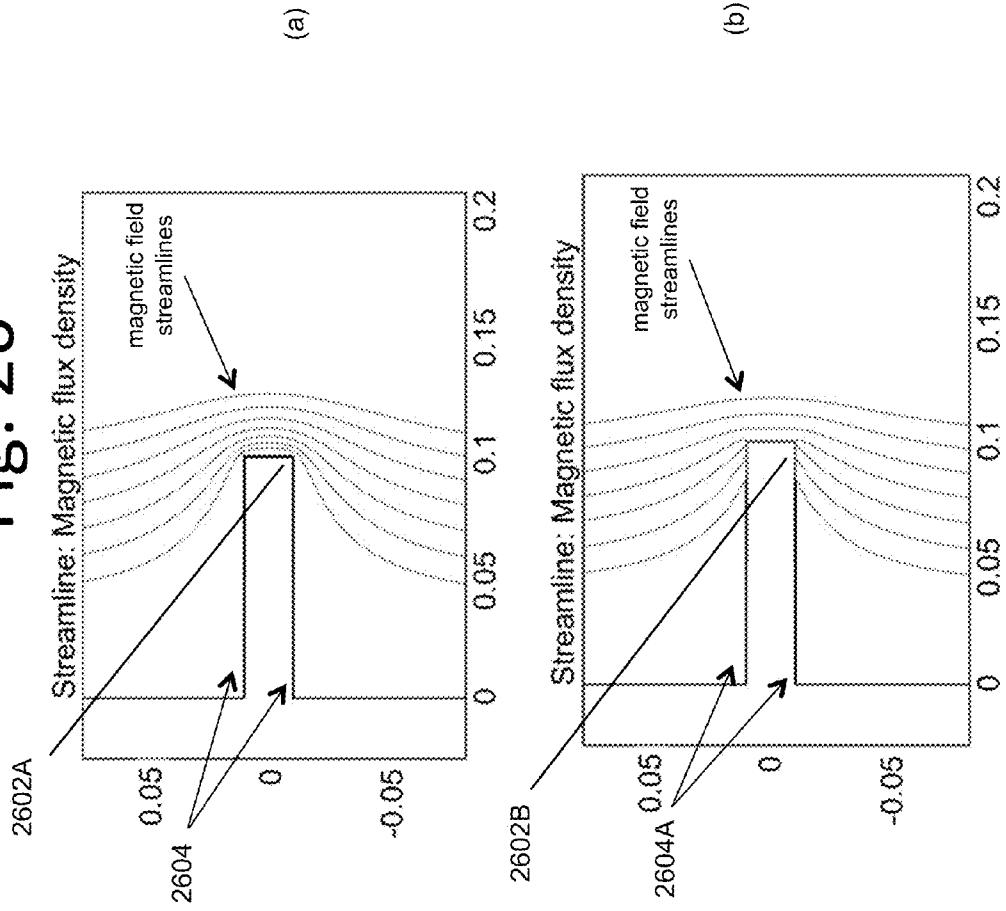 Fig. 26
2602A
Streamline: Magnetic flux density
magnetic field
streamlines
2604
0.05
0
-0.05
0
0.05
0.1
0.15
0.2
(a)
2602B
Streamline: Magnetic flux density
magnetic field
streamlines
2604A
0.05
0
-0.05
0
0.05
0.1
0.15
0.2
(b)